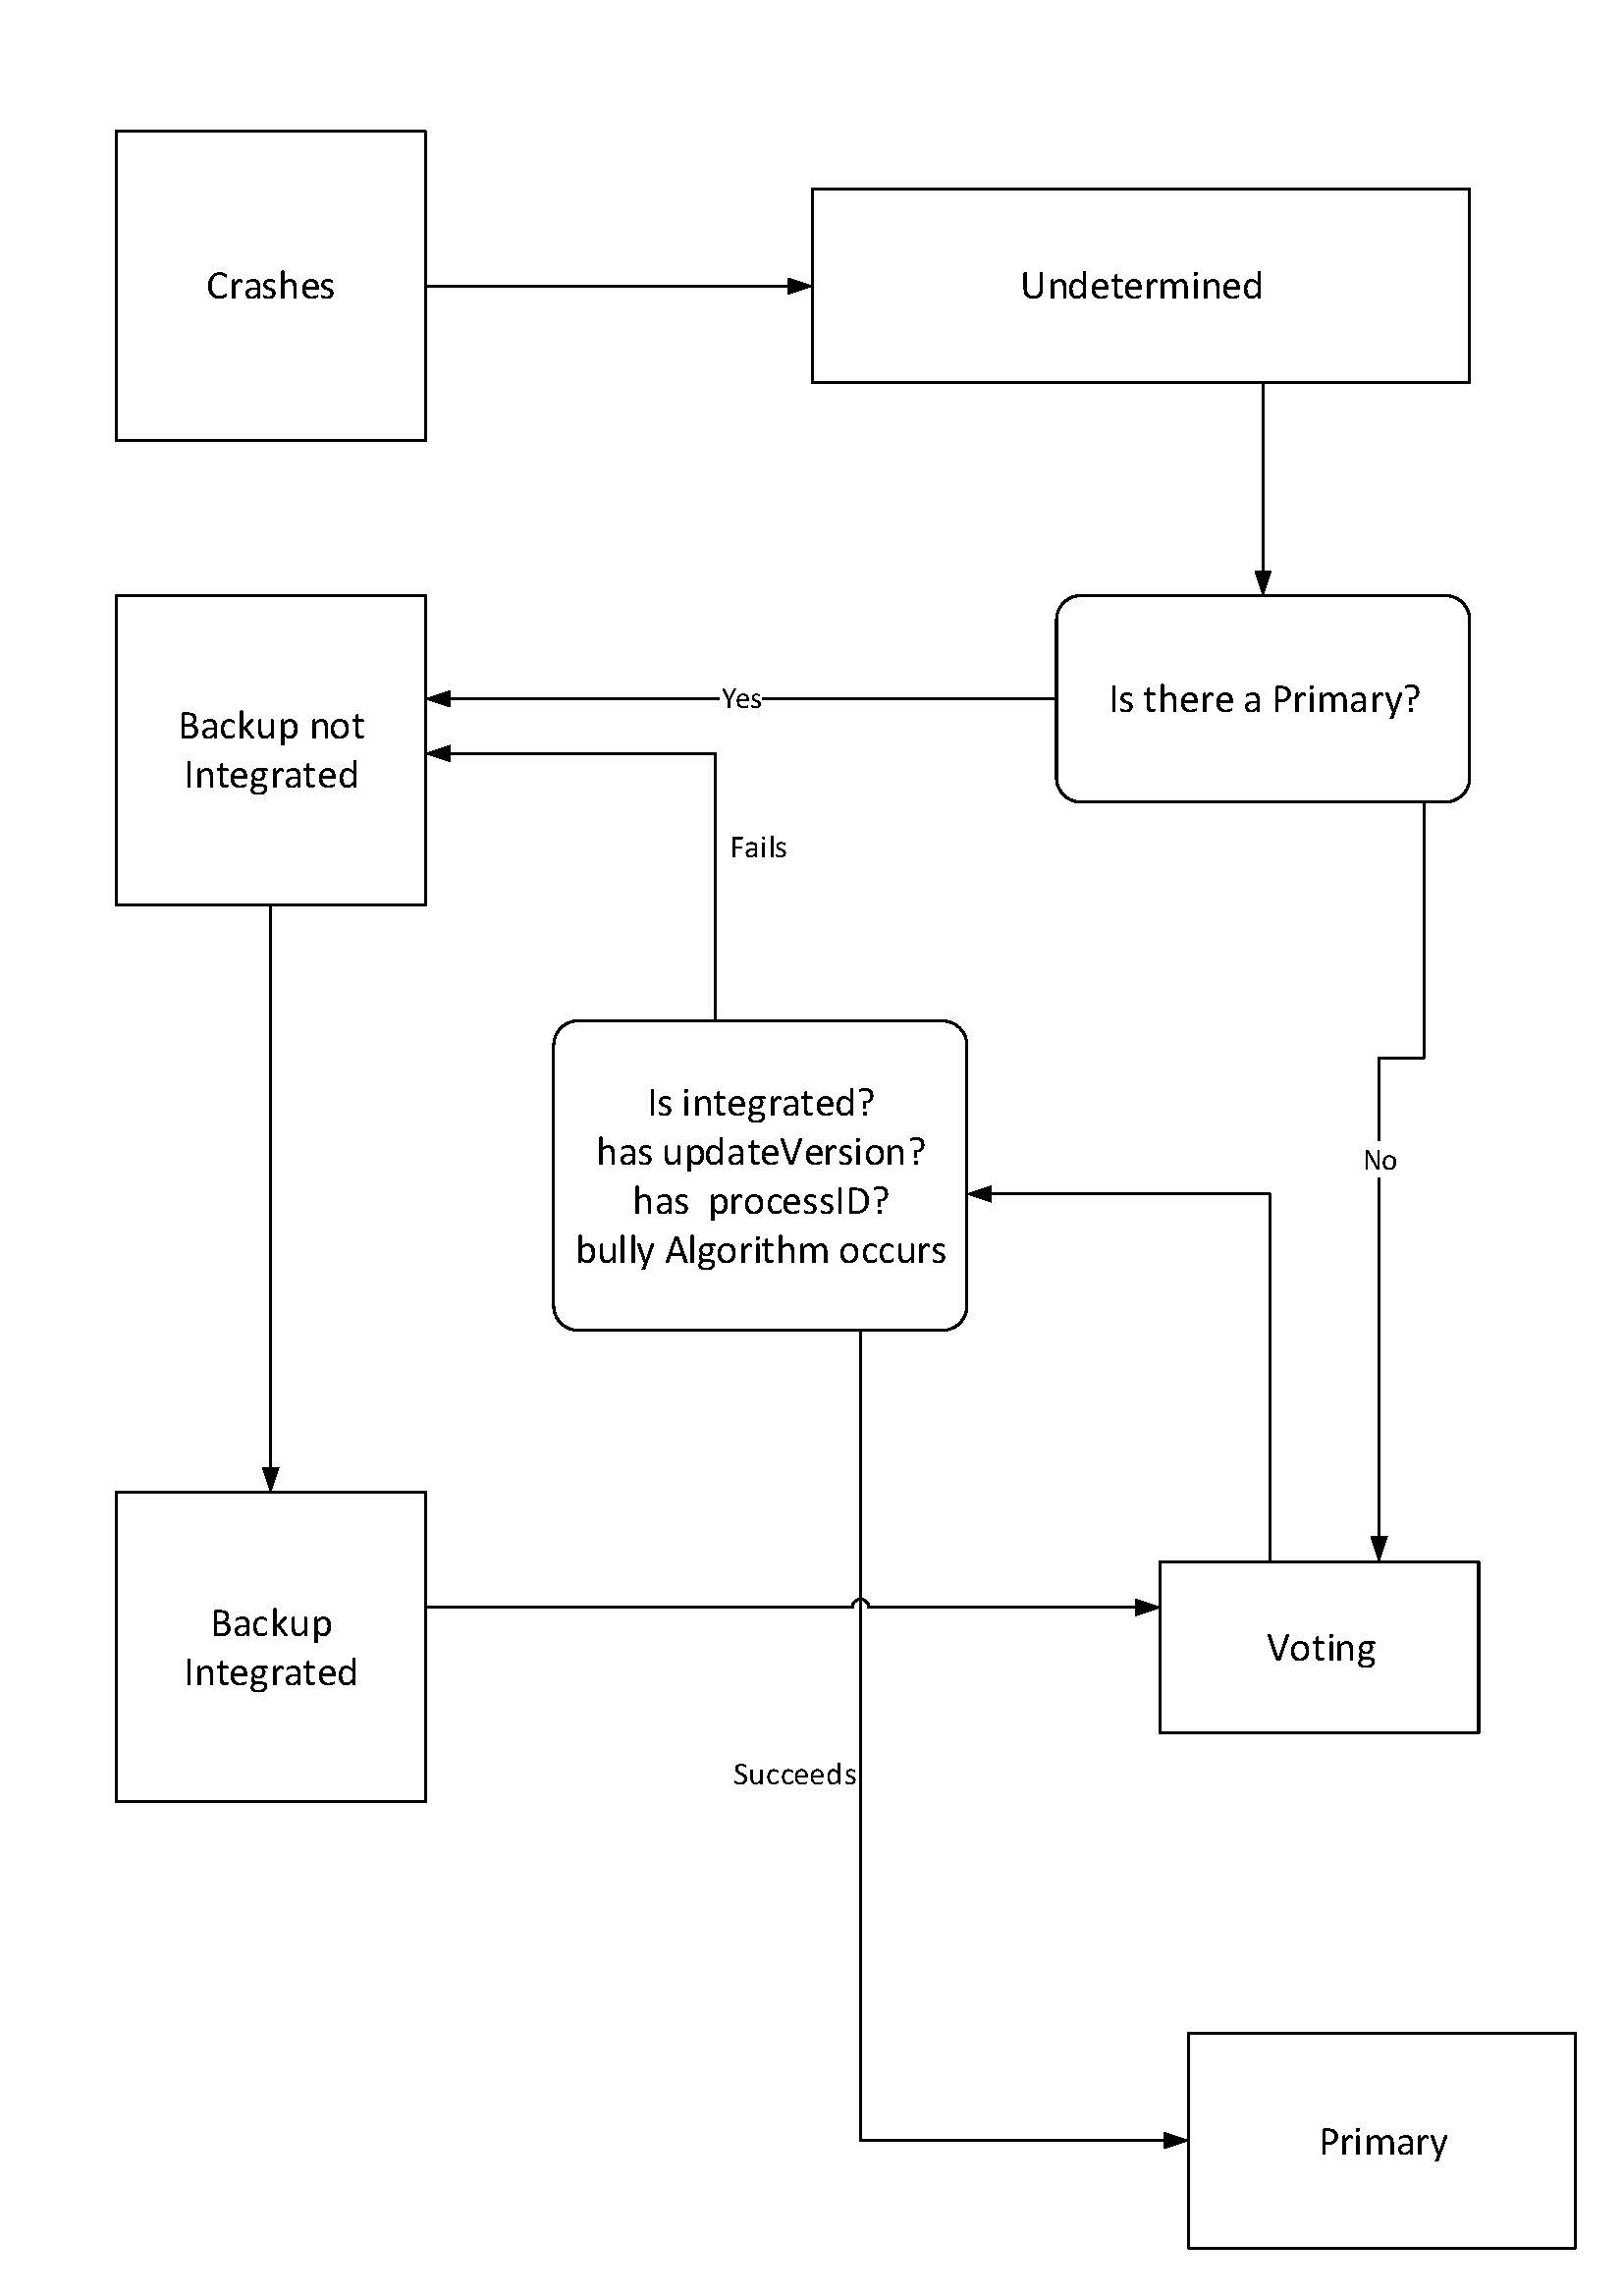 Crashes
Undetermined
Is there a Primary?
Yes
Backup not
Integrated
Fails
Is integrated?
has updateVersion?
has  processID?
bully Algorithm occurs
No
Backup
Integrated
Voting
Succeeds
Primary